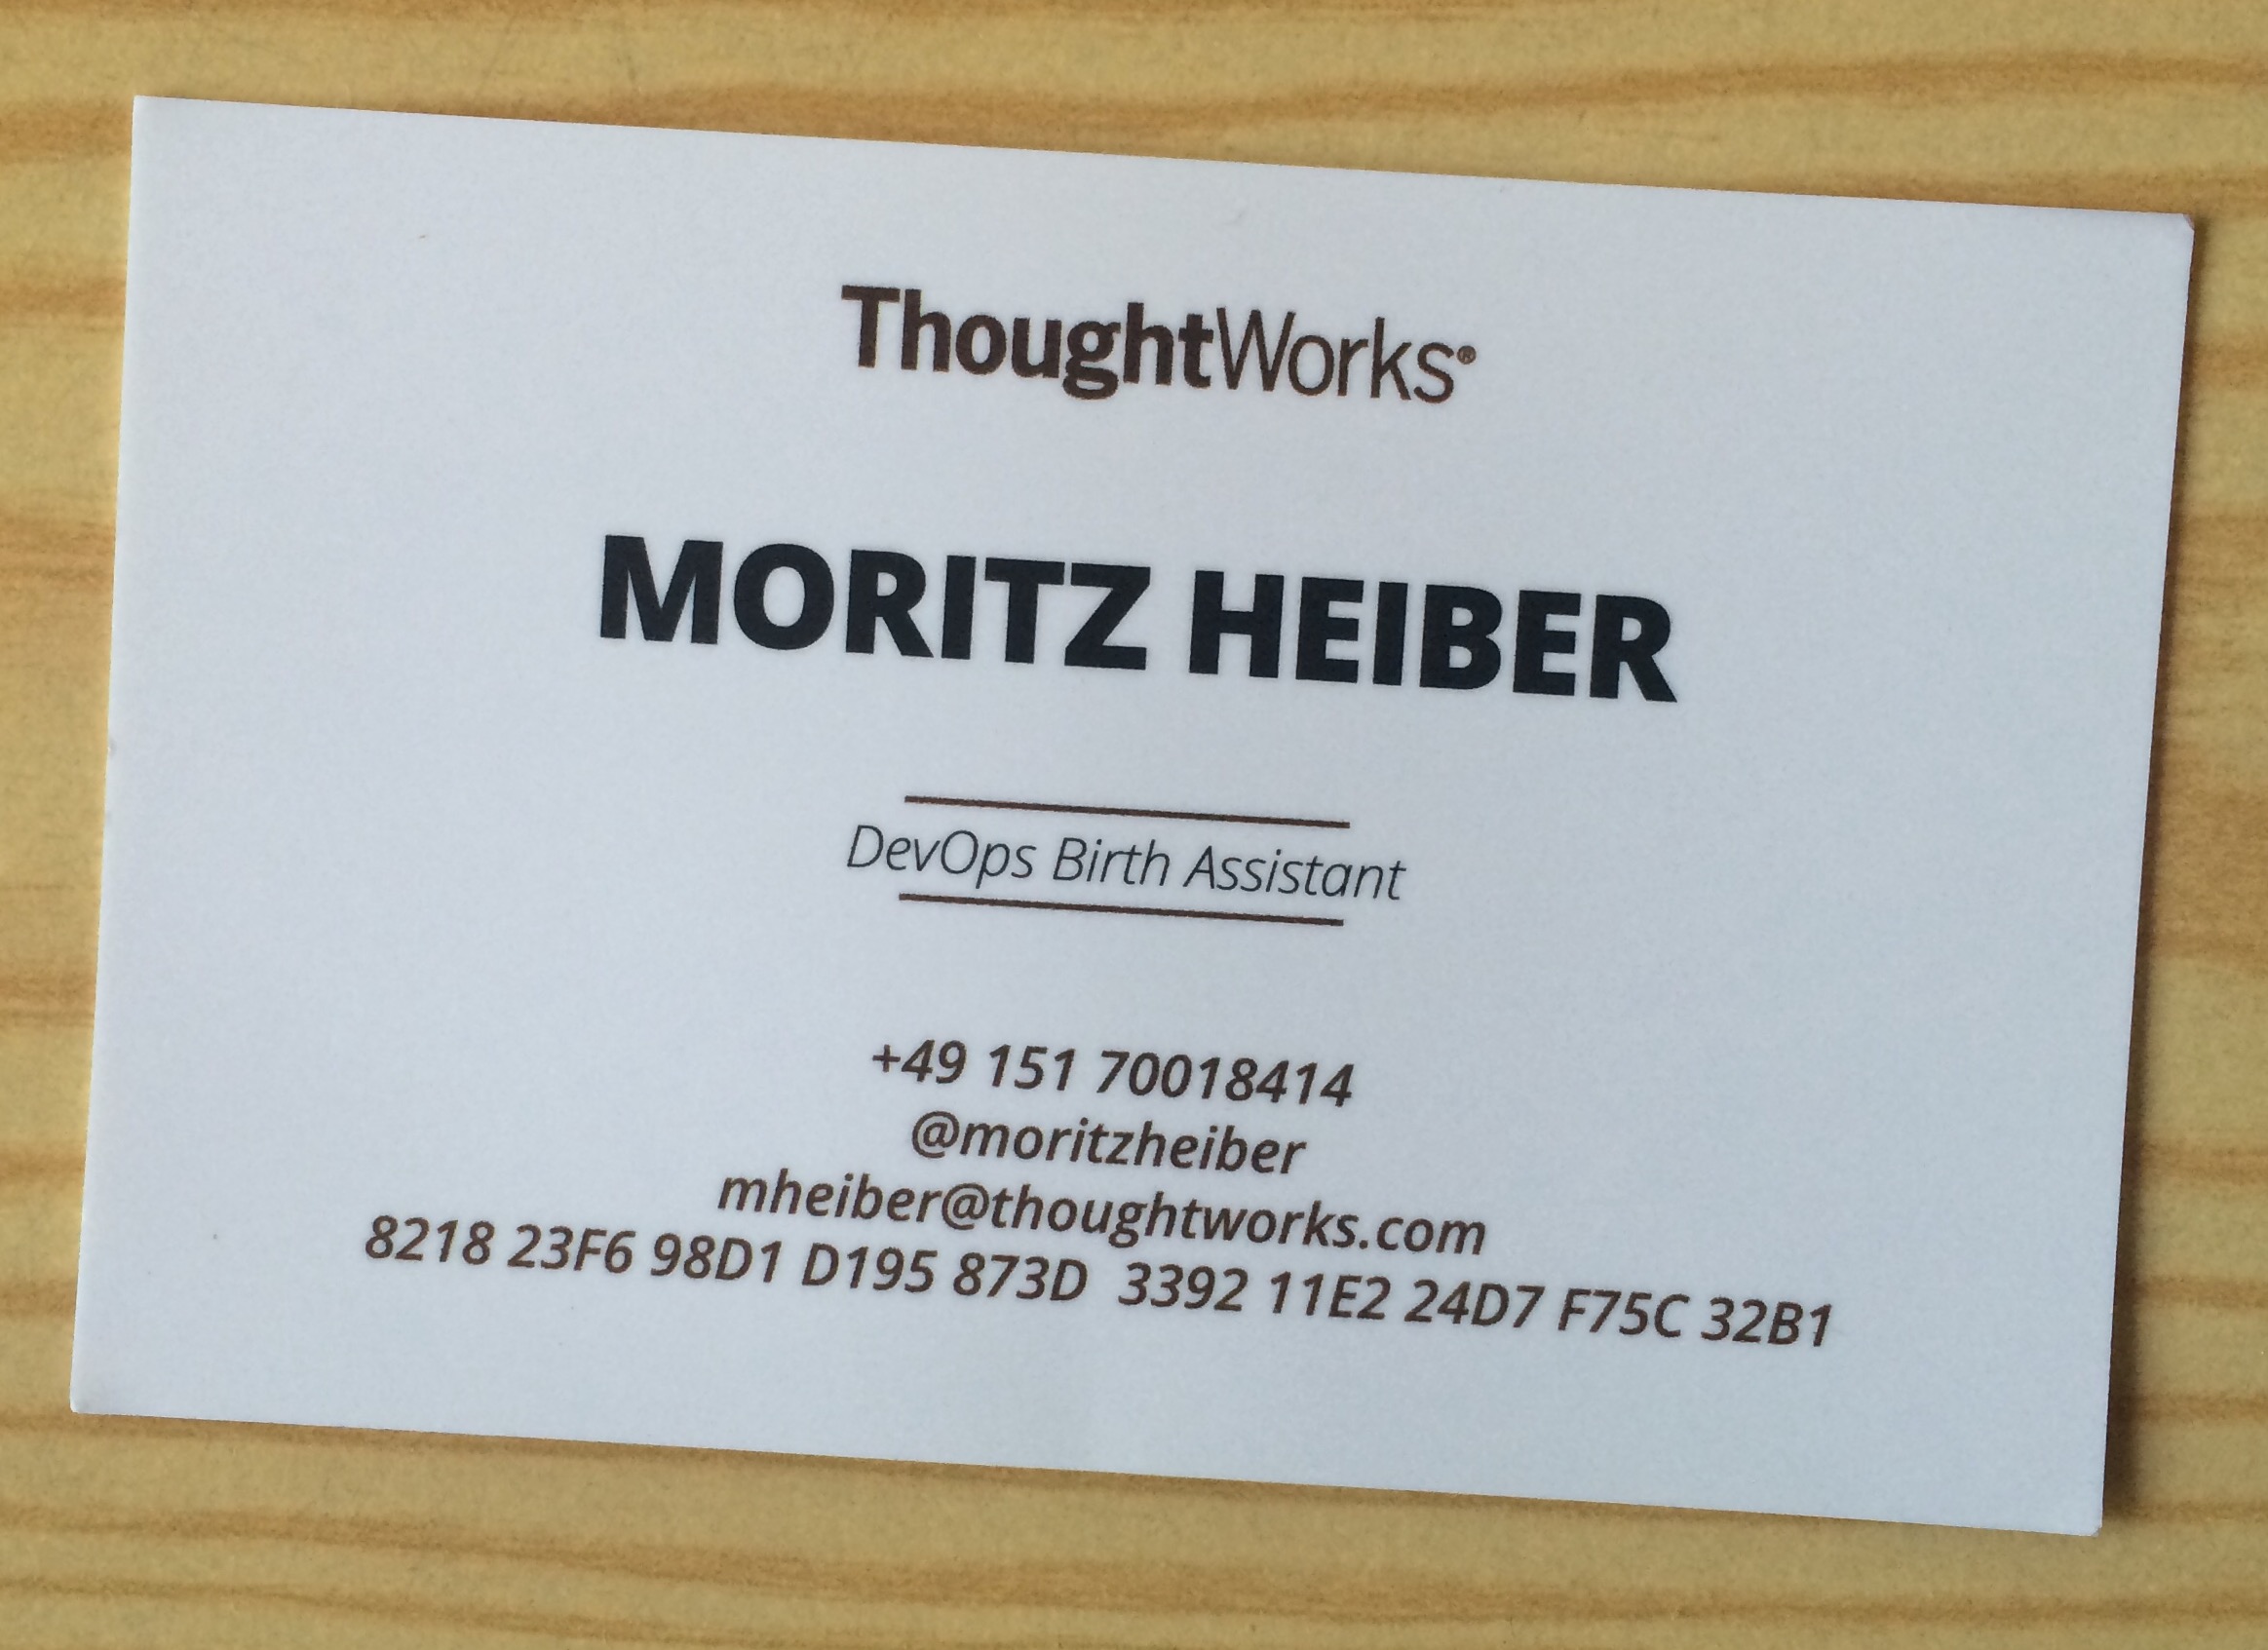 ThoughtWorks®
MORITZ HEIBER
DevOps Birth Assistant
+49 151 70018414
@moritzheiber
mheiber@thoughtworks.com
8218 23F6 98D1 D195 873D  3392 11E2 24D7 F75C 32B1